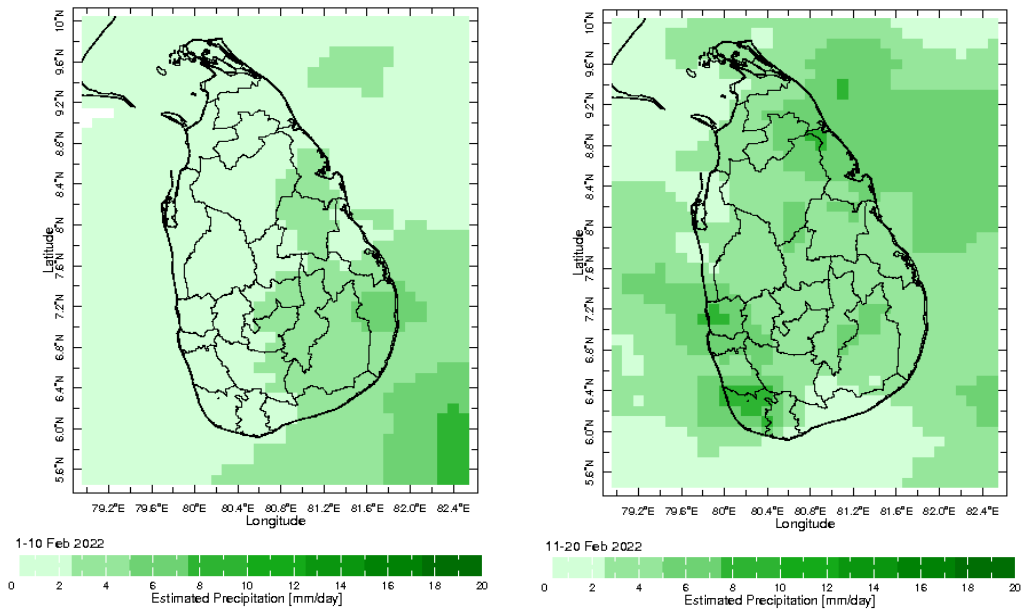 10°N
9.6°N
9.2°N
8.8°N
8.4°N
8°N
7.6°N
7.2°N
6.8°N
6.4°N
6.0°N
5.6°N
Latitude
79.2°E 79.6°E 80°E 80.4°E 80.8°E 81.2°E 81.6°E 82.0°E 82.4°E
Longitude
1-10 Feb 2022
0 2 4 6 8 10 12 14 16 18 20
Estimated Precipitation [mm/day]
10°N
9.6°N
9.2°N
8.8°N
8.4°N
8°N
7.6°N
7.2°N
6.8°N
6.4°N
6.0°N
5.6°N
Latitude
79.2°E 79.6°E 80°E 80.4°E 80.8°E 81.2°E 81.6°E 82.0°E 82.4°E
Longitude
11-20 Feb 2022
0 2 4 6 8 10 12 14 16 18 20
Estimated Precipitation [mm/day]